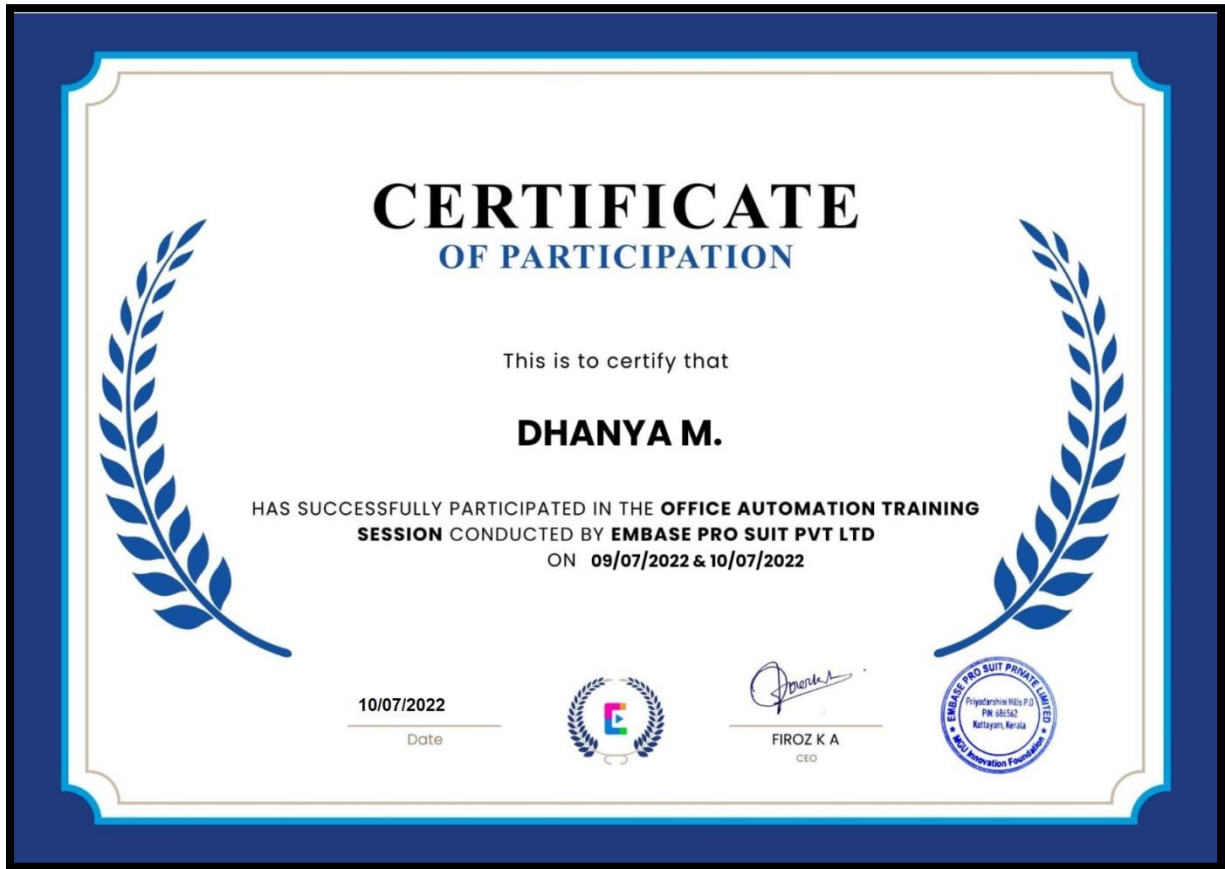 CERTIFICATE
OF PARTICIPATION
This is to certify that
DHANYA M.
HAS SUCCESSFULLY PARTICIPATED IN THE OFFICE AUTOMATION TRAINING
SESSION CONDUCTED BY EMBASE PRO SUIT PVT LTD
ON 09/07/2022 & 10/07/2022
10/07/2022
Date
FIROZ K A
CEO
EMBASE PRO SUIT PRIVATE LIMITED
Priyadarshini Hills P.O
PIN: 686562
Kottayam, Kerala
MGU Innovation Foundation